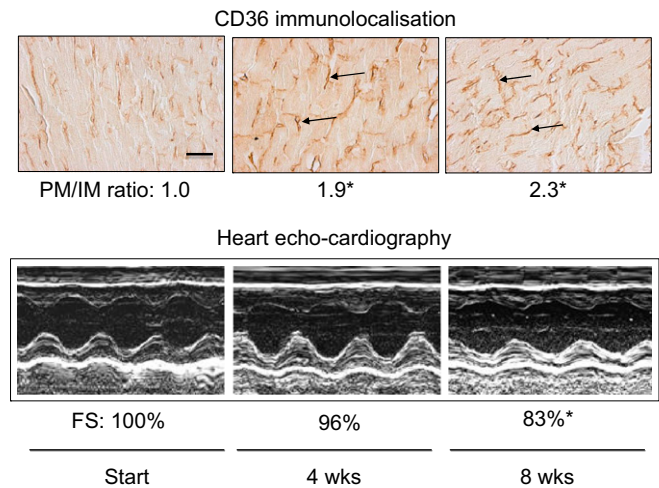 CD36 immunolocalisation
PM/IM ratio: 1.0 1.9* 2.3*
Heart echo-cardiography
FS: 100% 96% 83%*
Start 4 wks 8 wks